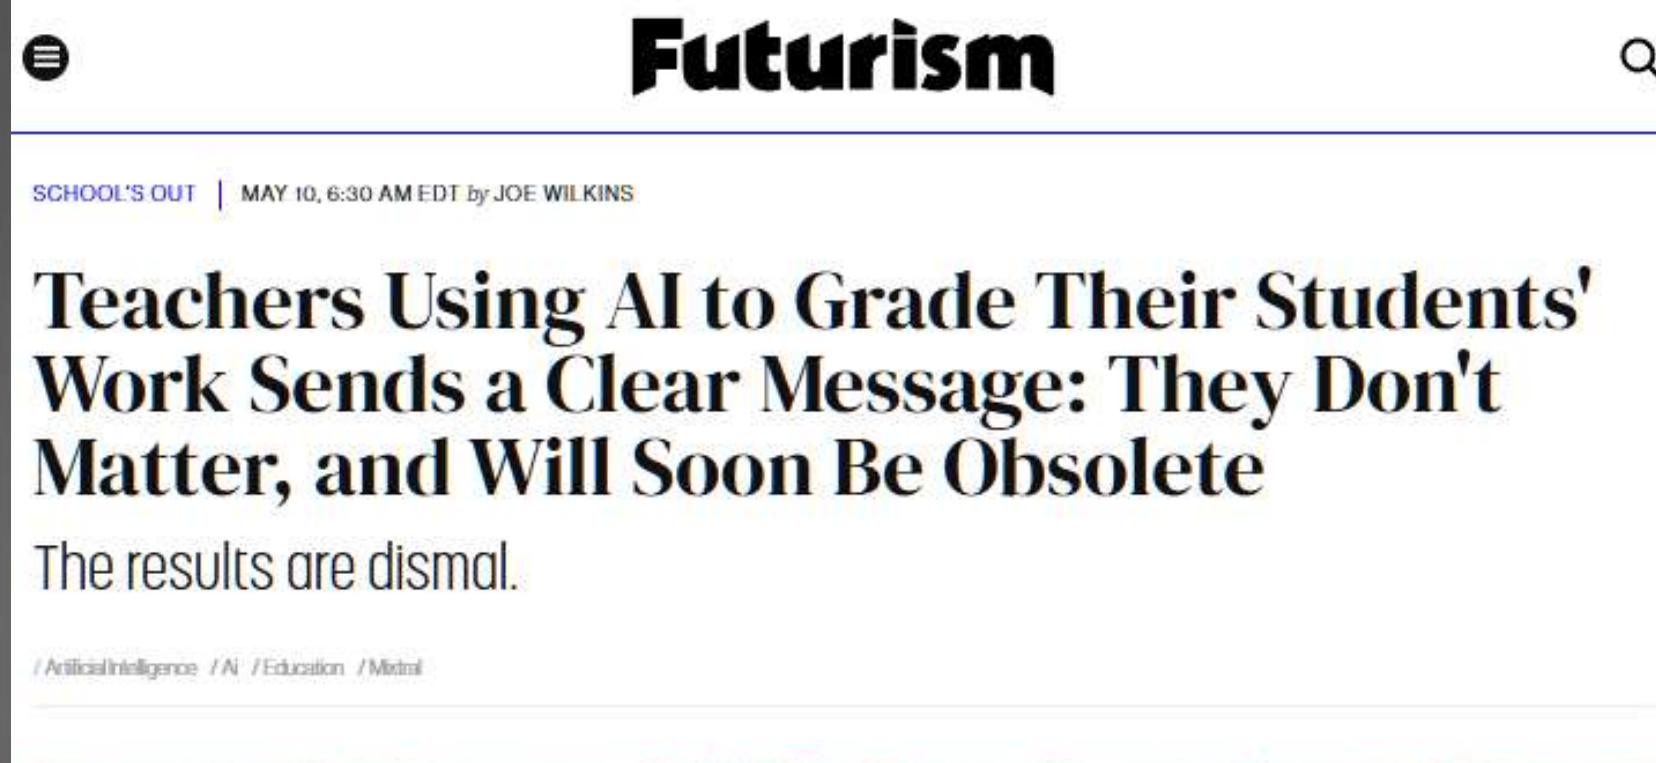 Futurism
SCHOOL'S OUT | MAY 10, 6:30 AM EDT by JOE WILKINS
Teachers Using AI to Grade Their Students'
Work Sends a Clear Message: They Don't
Matter, and Will Soon Be Obsolete
The results are dismal.
/ Artificial Intelligence / Ai / Education / Mixtral